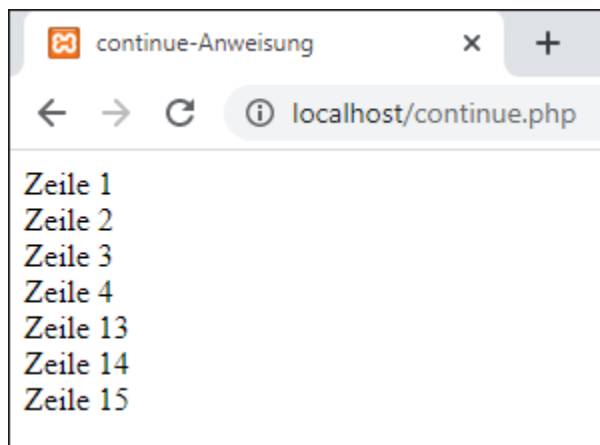 continue-Anweisung
localhost/continue.php
Zeile 1
Zeile 2
Zeile 3
Zeile 4
Zeile 13
Zeile 14
Zeile 15